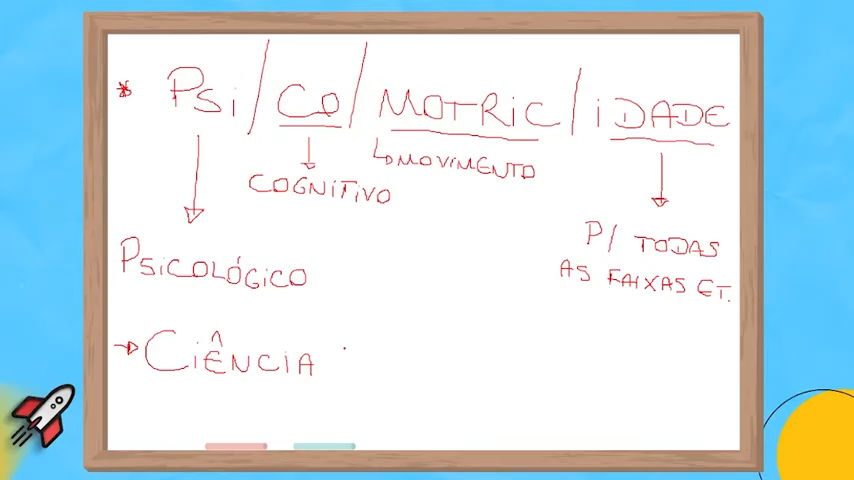 * Psi/CO/MOTRIC/iDADE
COGNITIVO
MOVIMENTO
PSICOLÓGICO
P/ TODAS
AS FAIXAS ET.
CIÊNCIA